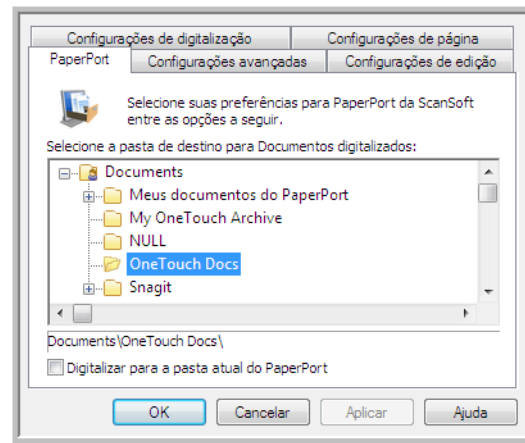 Configurações de digitalização
Configurações de página
PaperPort
Configurações avançadas
Configurações de edição
Selecione suas preferências para PaperPort da ScanSoft
entre as opções a seguir.
Selecione a pasta de destino para Documentos digitalizados:
Documents
Meus documentos do PaperPort
My OneTouch Archive
NULL
OneTouch Docs
Snagit
Documents\OneTouch Docs\
Digitalizar para a pasta atual do PaperPort
OK
Cancelar
Aplicar
Ajuda